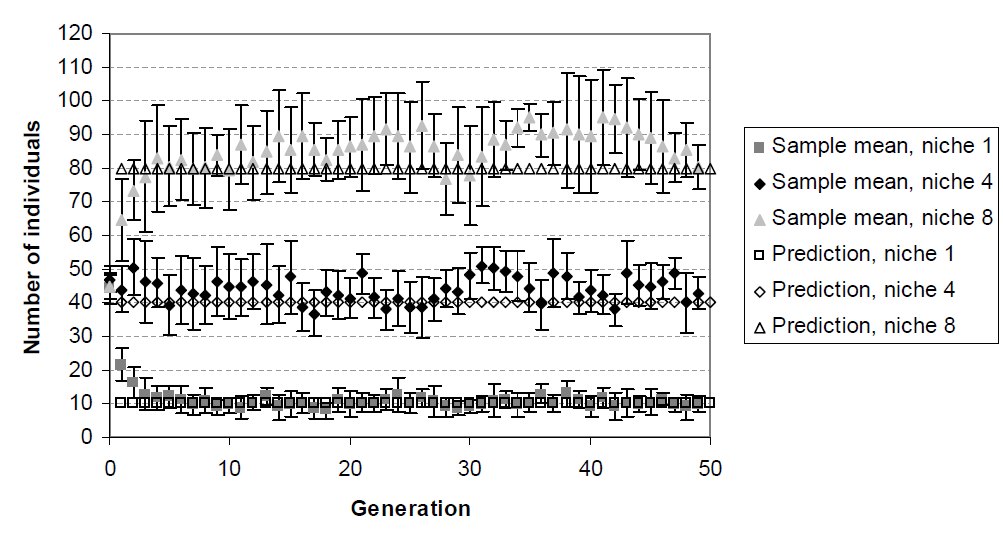 120
110
100
90
80
70
60
50
40
30
20
10
0
Number of individuals
0 10 20 30 40 50
Generation
Sample mean, niche 1
Sample mean, niche 4
Sample mean, niche 8
Prediction, niche 1
Prediction, niche 4
Prediction, niche 8